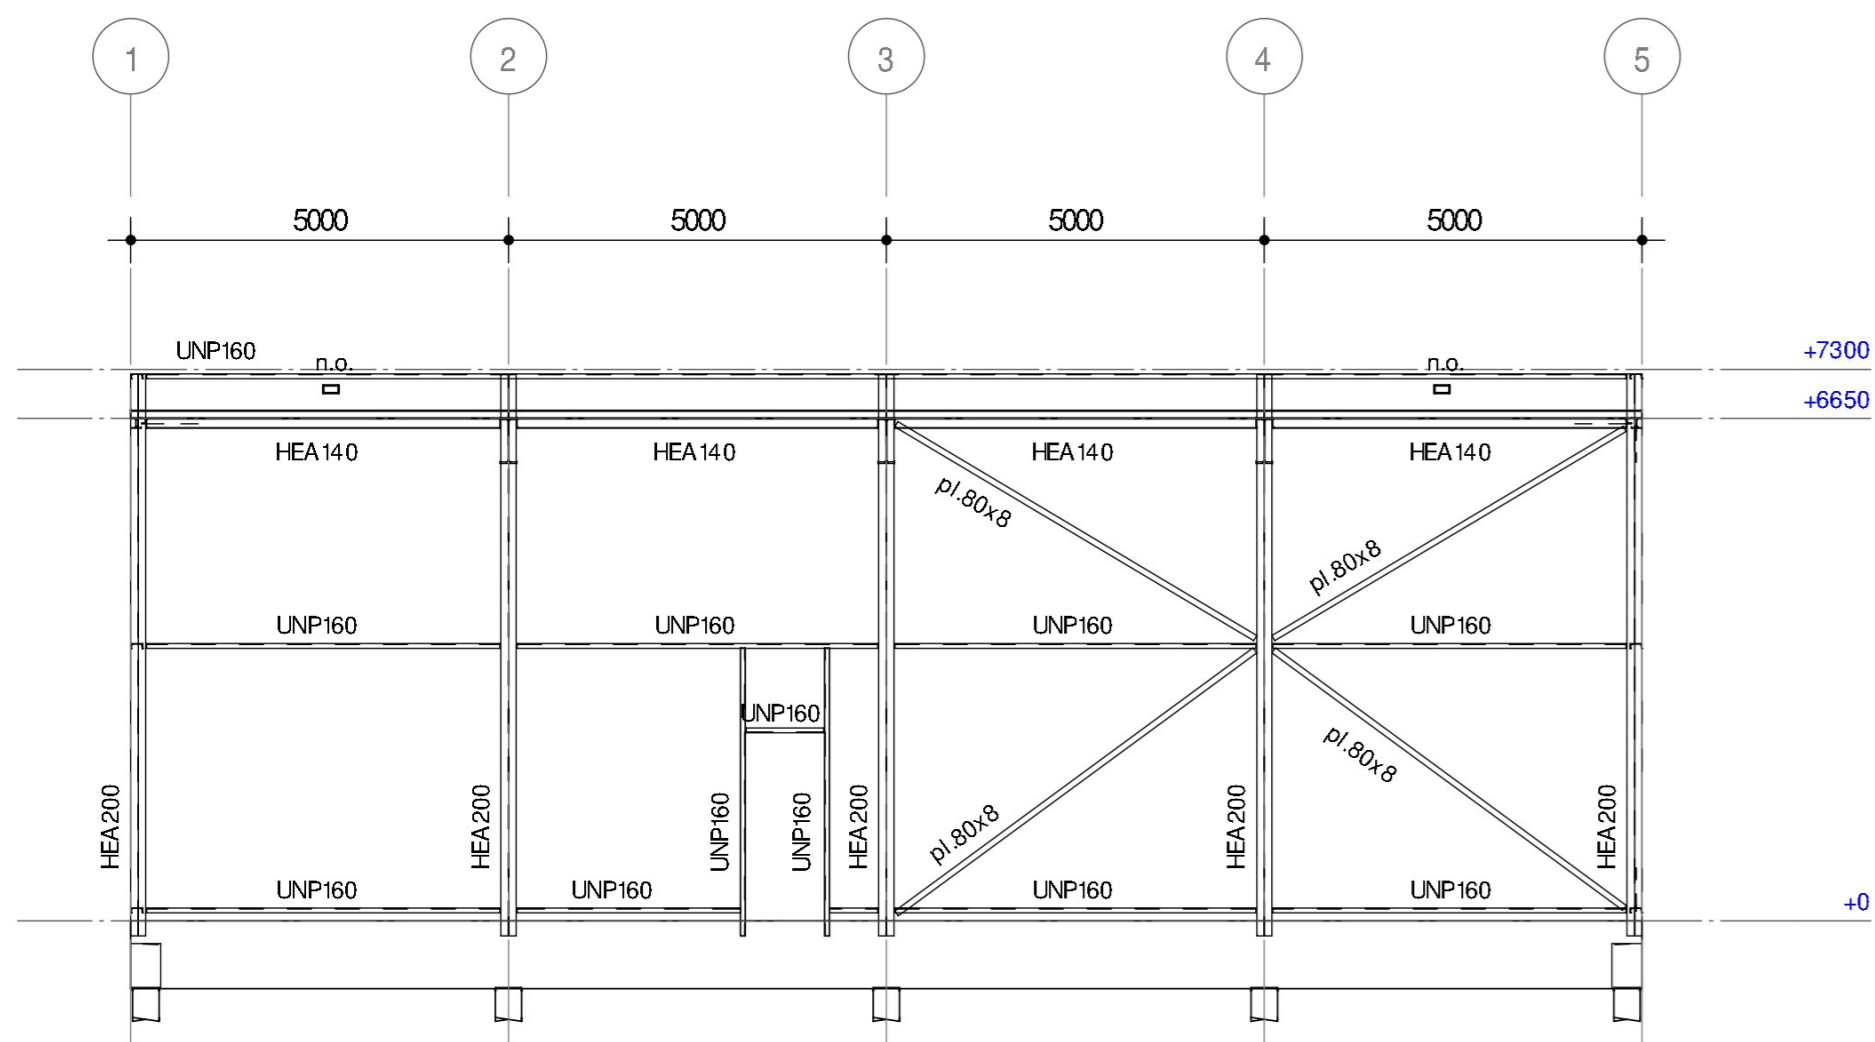 1 2 3 4 5
5000 5000 5000 5000
UNP160
n.o. n.o.
+7300
+6650
HEA140 HEA140 HEA140 HEA140
pl.80x8
pl.80x8
UNP160 UNP160 UNP160 UNP160
UNP160
pl.80x8
pl.80x8
HEA200 HEA200 UNP160 UNP160 HEA200 HEA200 HEA200
UNP160 UNP160 UNP160 UNP160
+0